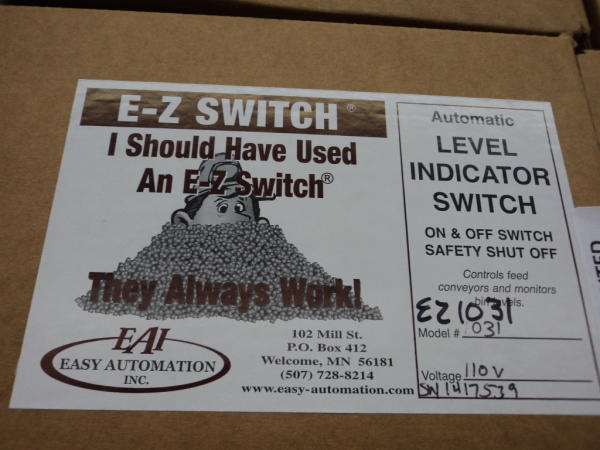 E-Z SWITCH ®
I Should Have Used
An E-Z Switch®
They Always Work!
EAI
EASY AUTOMATION
INC.
102 Mill St.
P.O. Box 412
Welcome, MN 56181
(507) 728-8214
www.easy-automation.com
Automatic
LEVEL
INDICATOR
SWITCH
ON & OFF SWITCH
SAFETY SHUT OFF
Controls feed
conveyors and monitors
bin levels.
EZ1031
Model # 031
Voltage 110V
SN 1417539